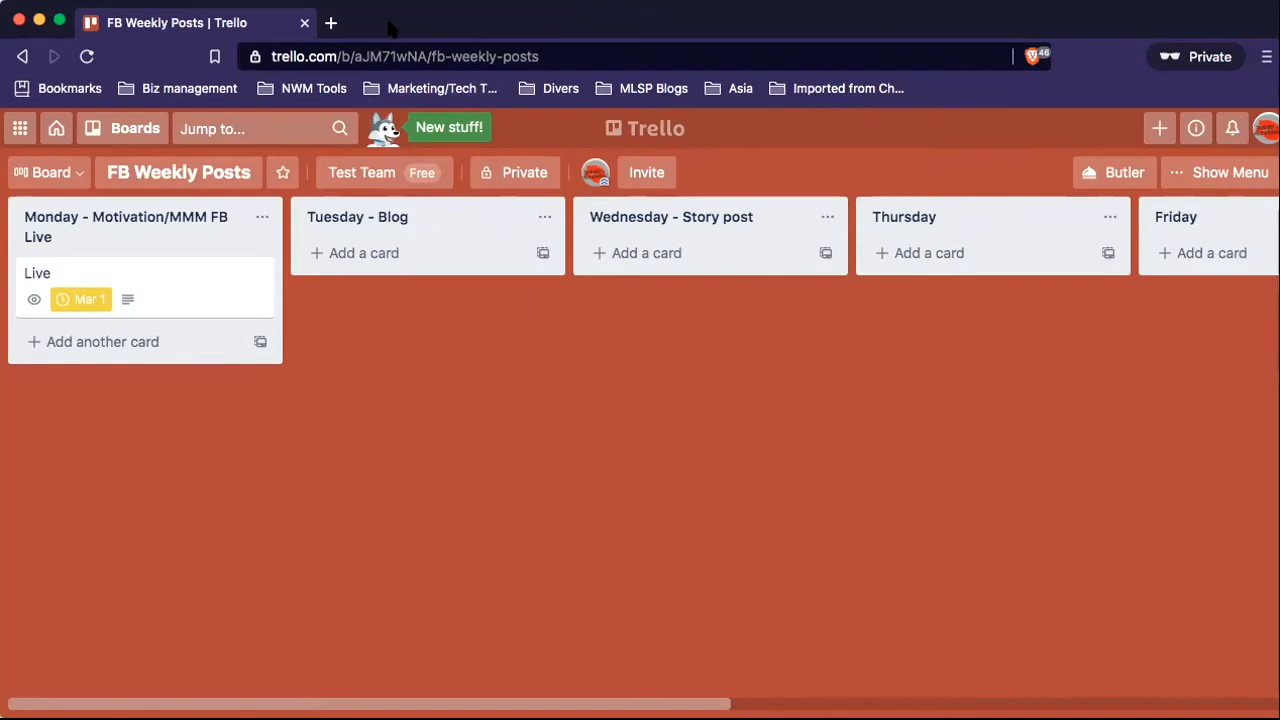 FB Weekly Posts | Trello
trello.com/b/aJM71wNA/fb-weekly-posts
46
Private
Bookmarks
Biz management
NWM Tools
Marketing/Tech T...
Divers
MLSP Blogs
Asia
Imported from Ch...
Boards
Jump to...
New stuff!
Trello
Board
FB Weekly Posts
Test Team Free
Private
Invite
Butler
... Show Menu
Monday - Motivation/MMM FB
Live
Live
Mar 1
+ Add another card
Tuesday - Blog
+ Add a card
Wednesday - Story post
+ Add a card
Thursday
+ Add a card
Friday
+ Add a card